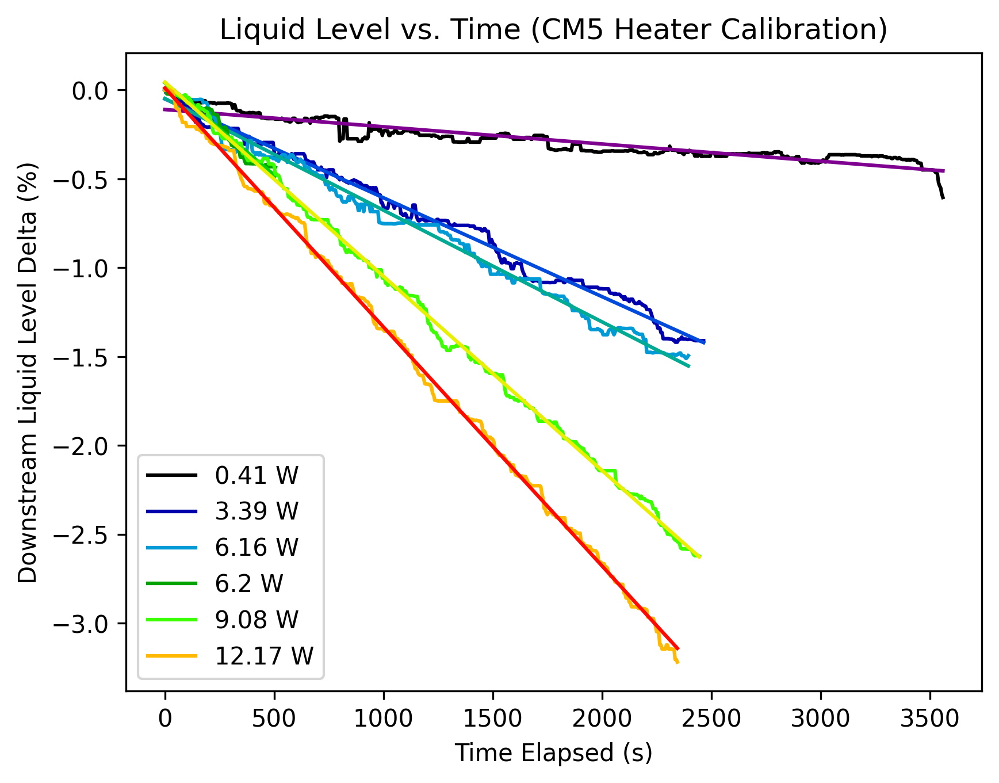 Liquid Level vs. Time (CM5 Heater Calibration)
Downstream Liquid Level Delta (%)
0.0
−0.5
−1.0
−1.5
−2.0
−2.5
−3.0
0.41 W
3.39 W
6.16 W
6.2 W
9.08 W
12.17 W
0 500 1000 1500 2000 2500 3000 3500
Time Elapsed (s)